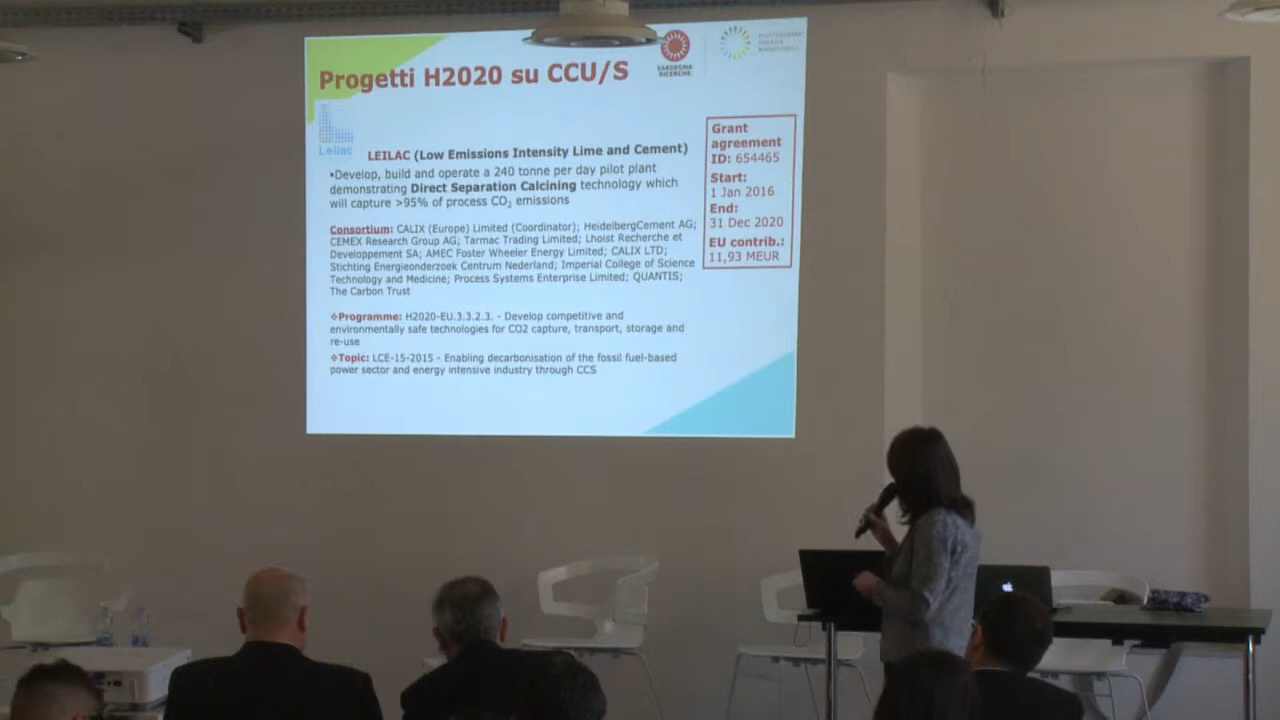 Progetti H2020 su CCU/S
SARDEGNA
RICERCHE
PIATTAFORMA
ENERGIE
RINNOVABILI
Leilac
LEILAC (Low Emissions Intensity Lime and Cement)
•Develop, build and operate a 240 tonne per day pilot plant
demonstrating Direct Separation Calcining technology which
will capture >95% of process CO2 emissions
Grant
agreement
ID: 654465
Start:
1 Jan 2016
End:
31 Dec 2020
EU contrib.:
11,93 MEUR
Consortium: CALIX (Europe) Limited (Coordinator); HeidelbergCement AG;
CEMEX Research Group AG; Tarmac Trading Limited; Lhoist Recherche et
Developpement SA; AMEC Foster Wheeler Energy Limited; CALIX LTD;
Stichting Energieonderzoek Centrum Nederland; Imperial College of Science
Technology and Medicine; Process Systems Enterprise Limited; QUANTIS;
The Carbon Trust
❖Programme: H2020-EU.3.3.2.3. - Develop competitive and
environmentally safe technologies for CO2 capture, transport, storage and
re-use
❖Topic: LCE-15-2015 - Enabling decarbonisation of the fossil fuel-based
power sector and energy intensive industry through CCS